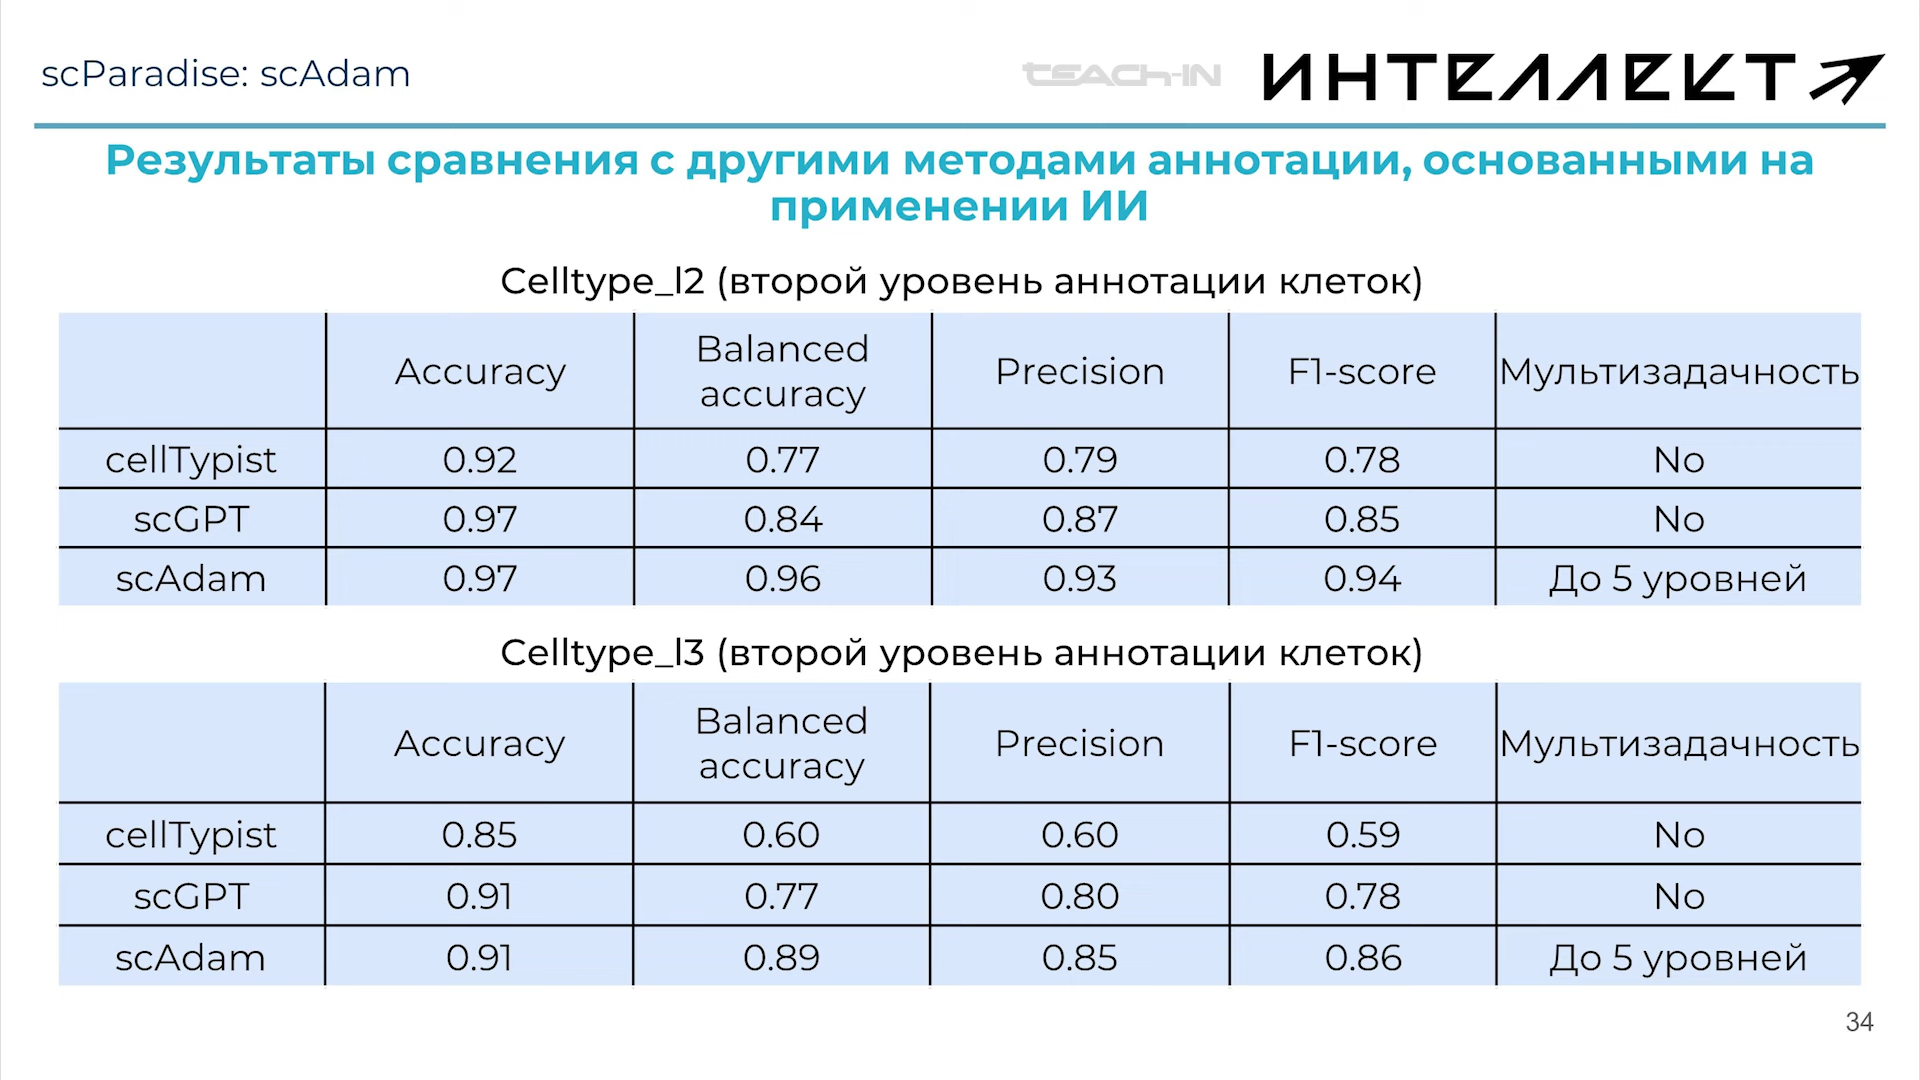 scParadise: scAdam
teach-in
ИНТЕЛЛЕКТ
Результаты сравнения с другими методами аннотации, основанными на
применении ИИ
Celltype_l2 (второй уровень аннотации клеток)
Accuracy Balanced accuracy Precision F1-score Мультизадачность
cellTypist 0.92 0.77 0.79 0.78 No
scGPT 0.97 0.84 0.87 0.85 No
scAdam 0.97 0.96 0.93 0.94 До 5 уровней
Celltype_l3 (второй уровень аннотации клеток)
Accuracy Balanced accuracy Precision F1-score Мультизадачность
cellTypist 0.85 0.60 0.60 0.59 No
scGPT 0.91 0.77 0.80 0.78 No
scAdam 0.91 0.89 0.85 0.86 До 5 уровней
34